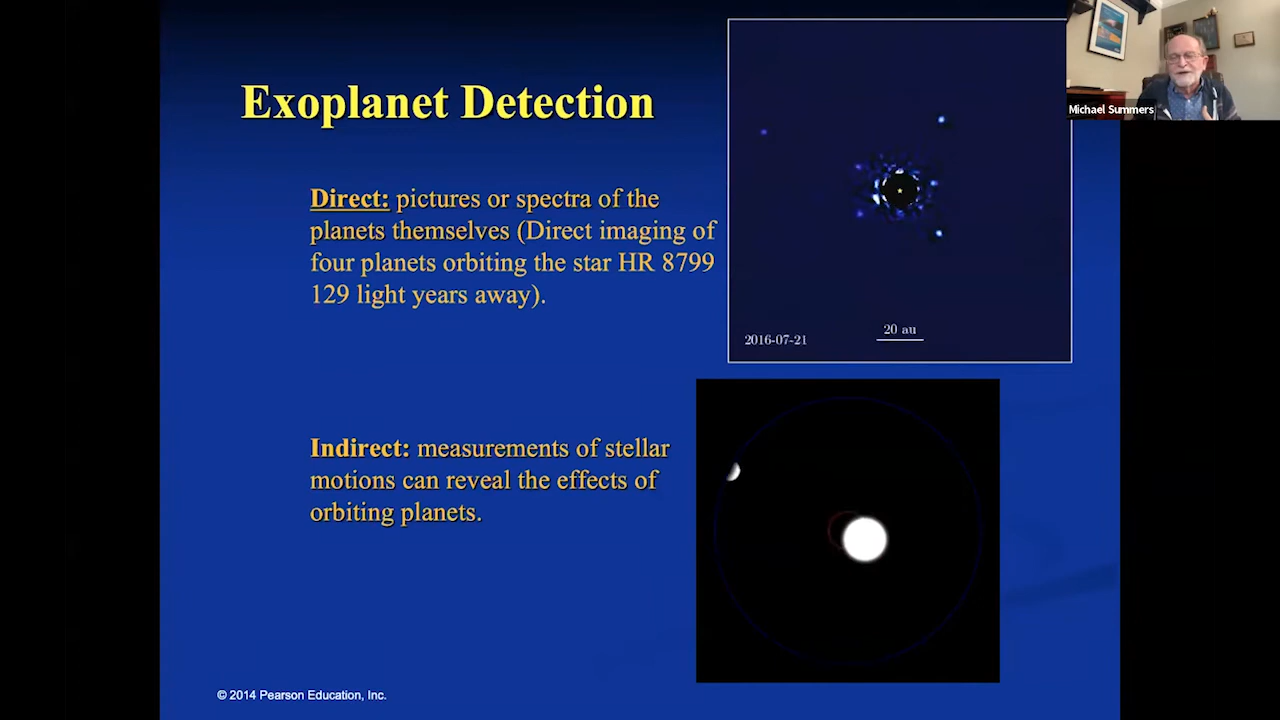 Exoplanet Detection
Direct: pictures or spectra of the
planets themselves (Direct imaging of
four planets orbiting the star HR 8799
129 light years away).
2016-07-21
20 au
Michael Summers
Indirect: measurements of stellar
motions can reveal the effects of
orbiting planets.
© 2014 Pearson Education, Inc.